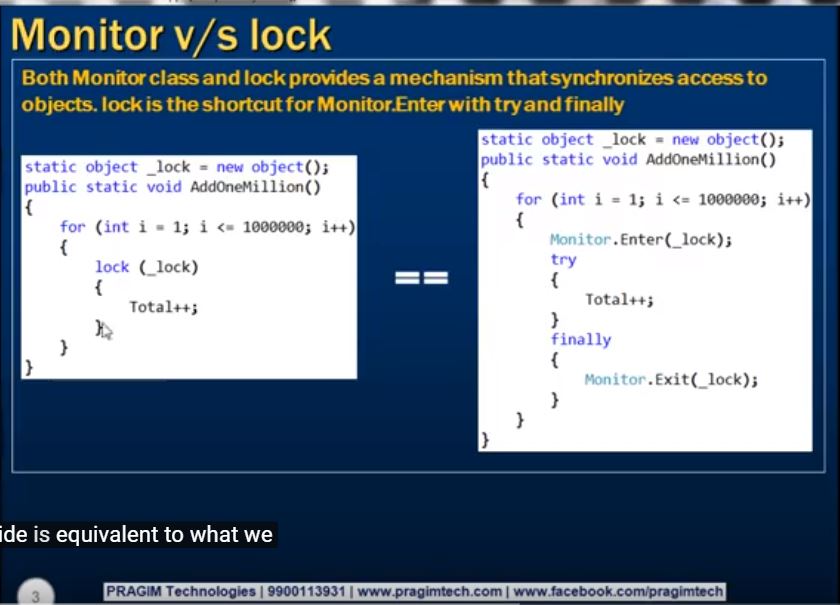 Monitor v/s lock
Both Monitor class and lock provides a mechanism that synchronizes access to
objects. lock is the shortcut for Monitor.Enter with try and finally
static object _lock = new object();
public static void AddOneMillion()
{
    for (int i = 1; i <= 1000000; i++)
    {
        lock (_lock)
        {
            Total++;
        }
    }
}
==
static object _lock = new object();
public static void AddOneMillion()
{
    for (int i = 1; i <= 1000000; i++)
    {
        Monitor.Enter(_lock);
        try
        {
            Total++;
        }
        finally
        {
            Monitor.Exit(_lock);
        }
    }
}
ide is equivalent to what we
3
PRAGIM Technologies | 9900113931 | www.pragimtech.com | www.facebook.com/pragimtech